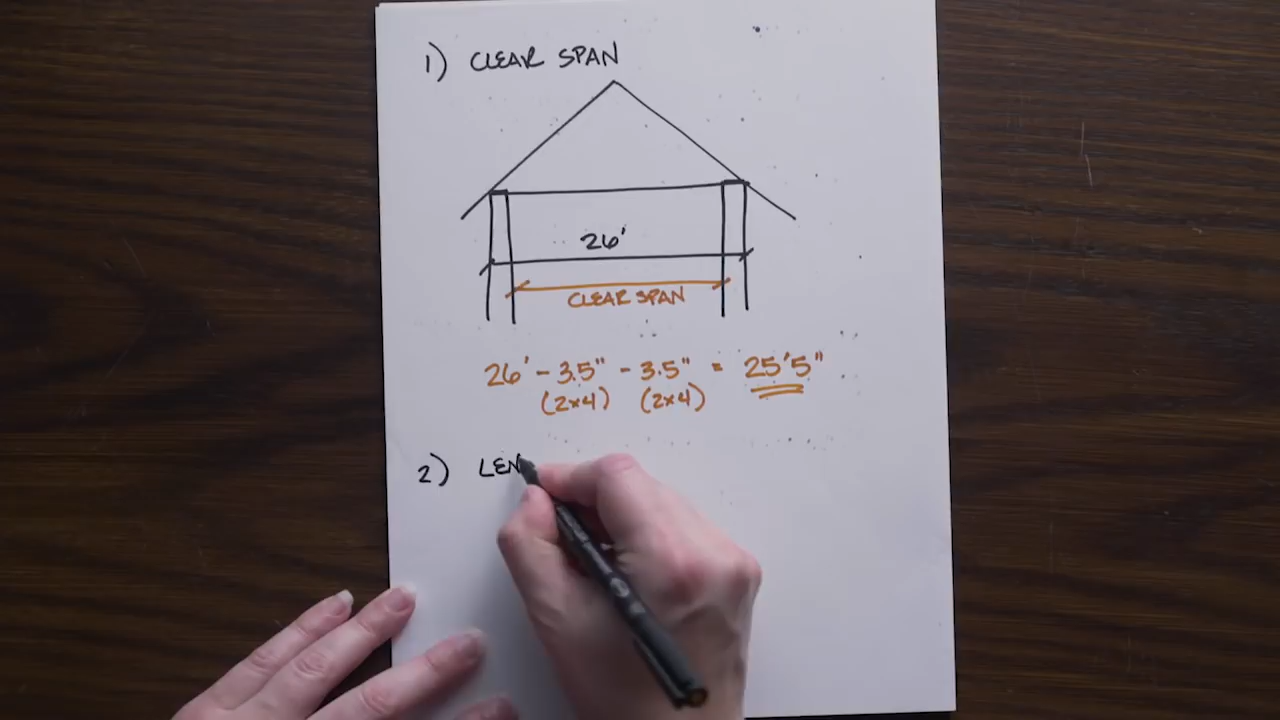 1) CLEAR SPAN
26'
CLEAR SPAN
26' - 3.5" - 3.5" = 25'5"
(2x4) (2x4)
2) LEN